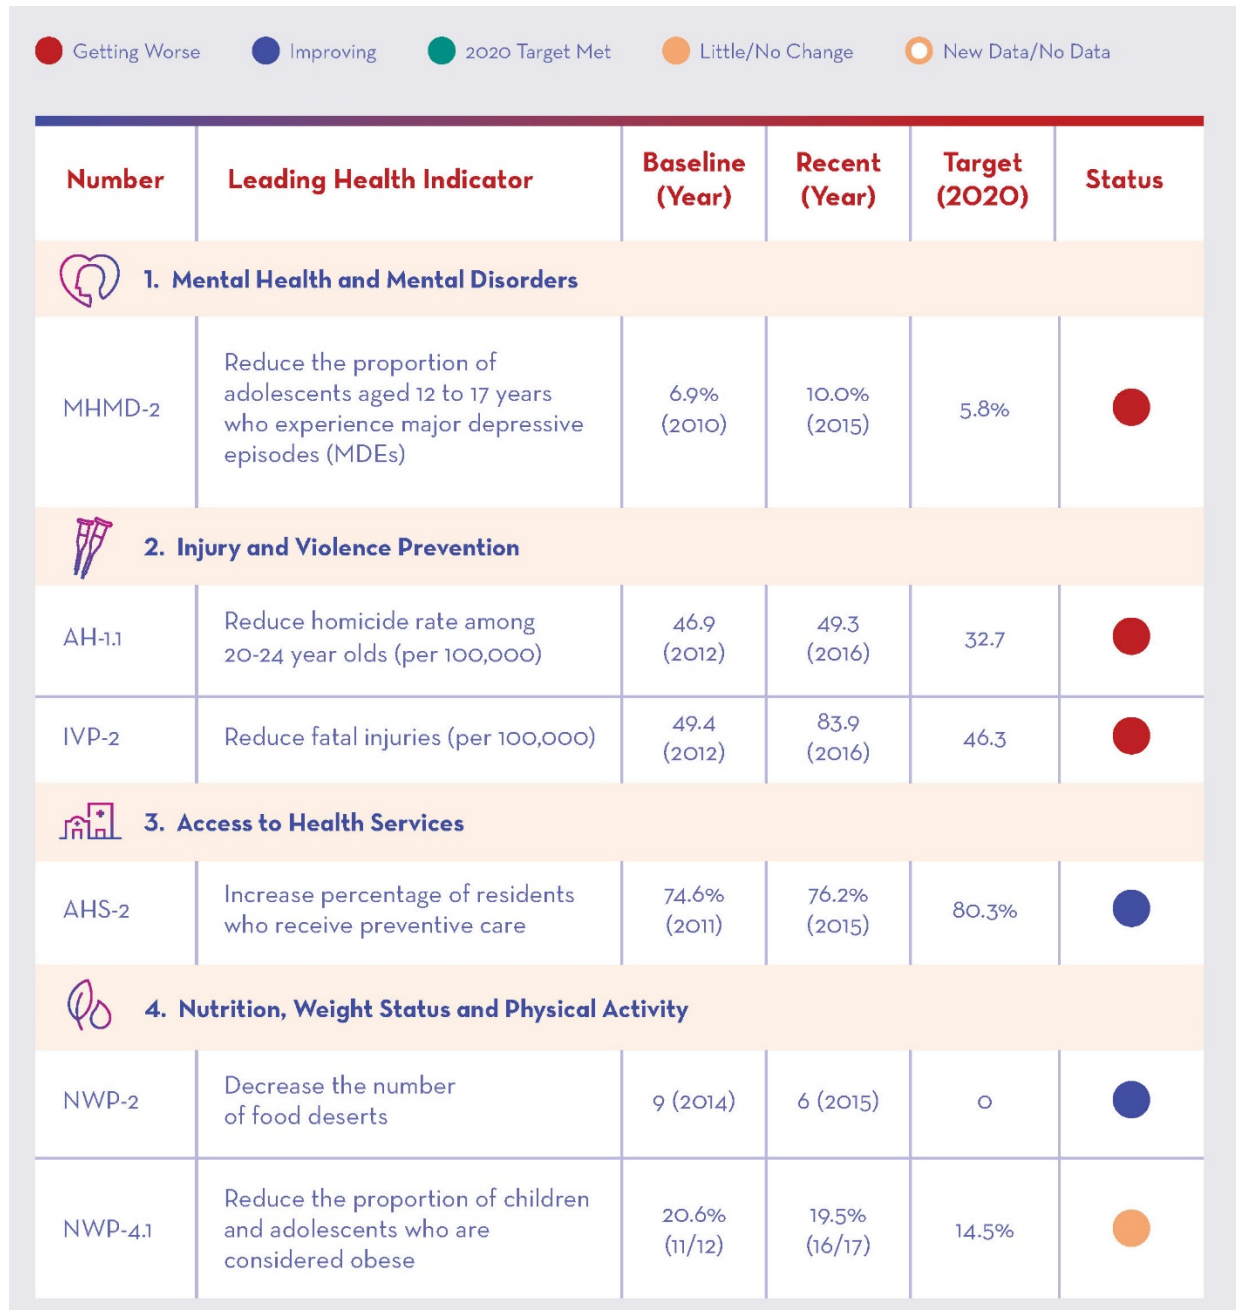 Getting Worse Improving 2020 Target Met Little/No Change New Data/No Data
Number Leading Health Indicator Baseline (Year) Recent (Year) Target (2020) Status
1. Mental Health and Mental Disorders
MHMD-2
Reduce the proportion of
adolescents aged 12 to 17 years
who experience major depressive
episodes (MDEs)
6.9%
(2010)
10.0%
(2015)
5.8%
2. Injury and Violence Prevention
AH-1.1
Reduce homicide rate among
20-24 year olds (per 100,000)
46.9
(2012)
49.3
(2016)
32.7
IVP-2
Reduce fatal injuries (per 100,000)
49.4
(2012)
83.9
(2016)
46.3
3. Access to Health Services
AHS-2
Increase percentage of residents
who receive preventive care
74.6%
(2011)
76.2%
(2015)
80.3%
4. Nutrition, Weight Status and Physical Activity
NWP-2
Decrease the number
of food deserts
9 (2014)
6 (2015)
0
NWP-4.1
Reduce the proportion of children
and adolescents who are
considered obese
20.6%
(11/12)
19.5%
(16/17)
14.5%